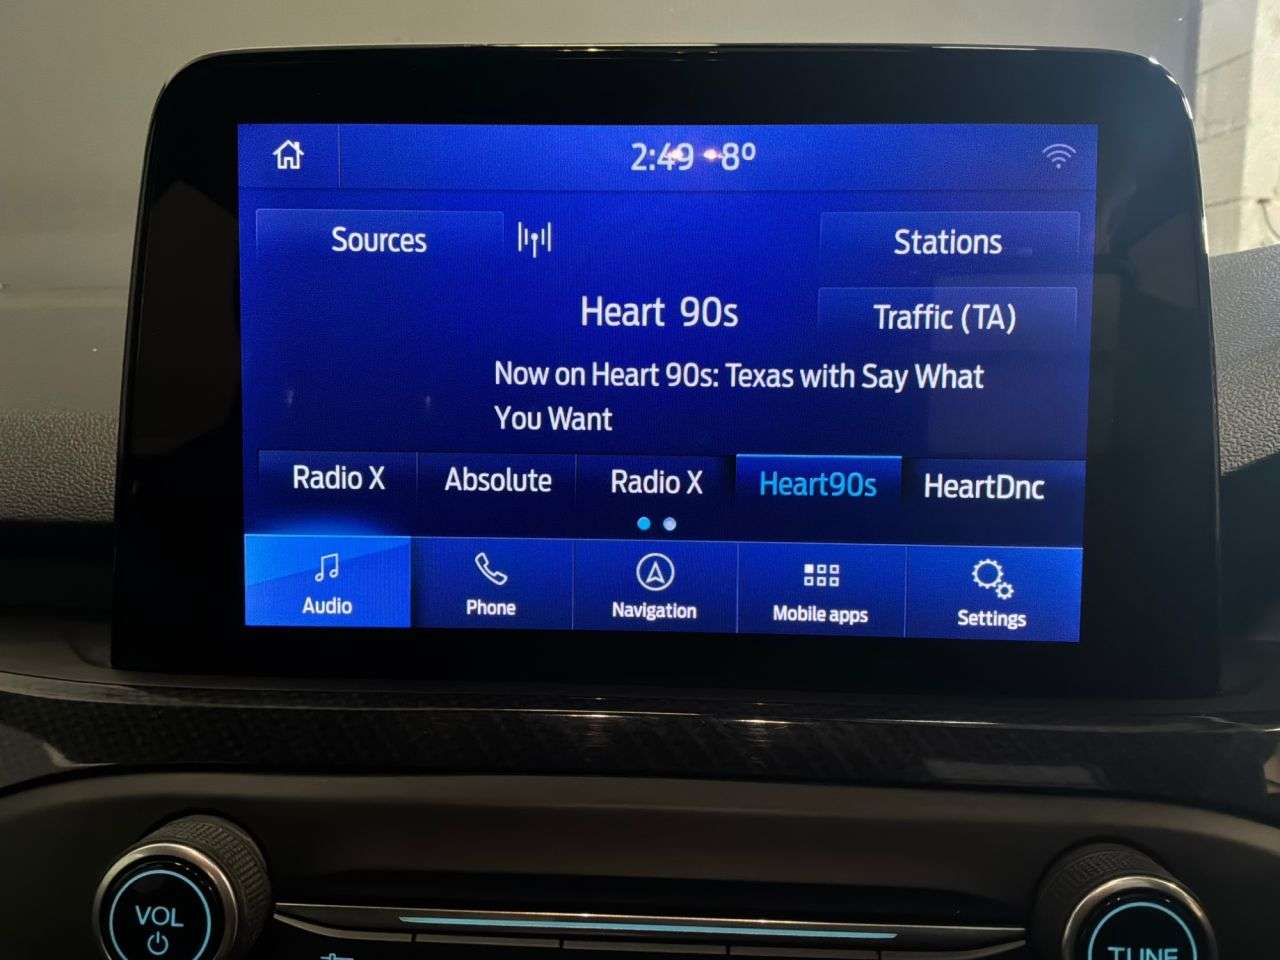 2:49 8°
Sources
Stations
Heart 90s
Traffic (TA)
Now on Heart 90s: Texas with Say What
You Want
Radio X Absolute Radio X Heart90s HeartDnc
Audio Phone Navigation Mobile apps Settings
VOL
TUNE